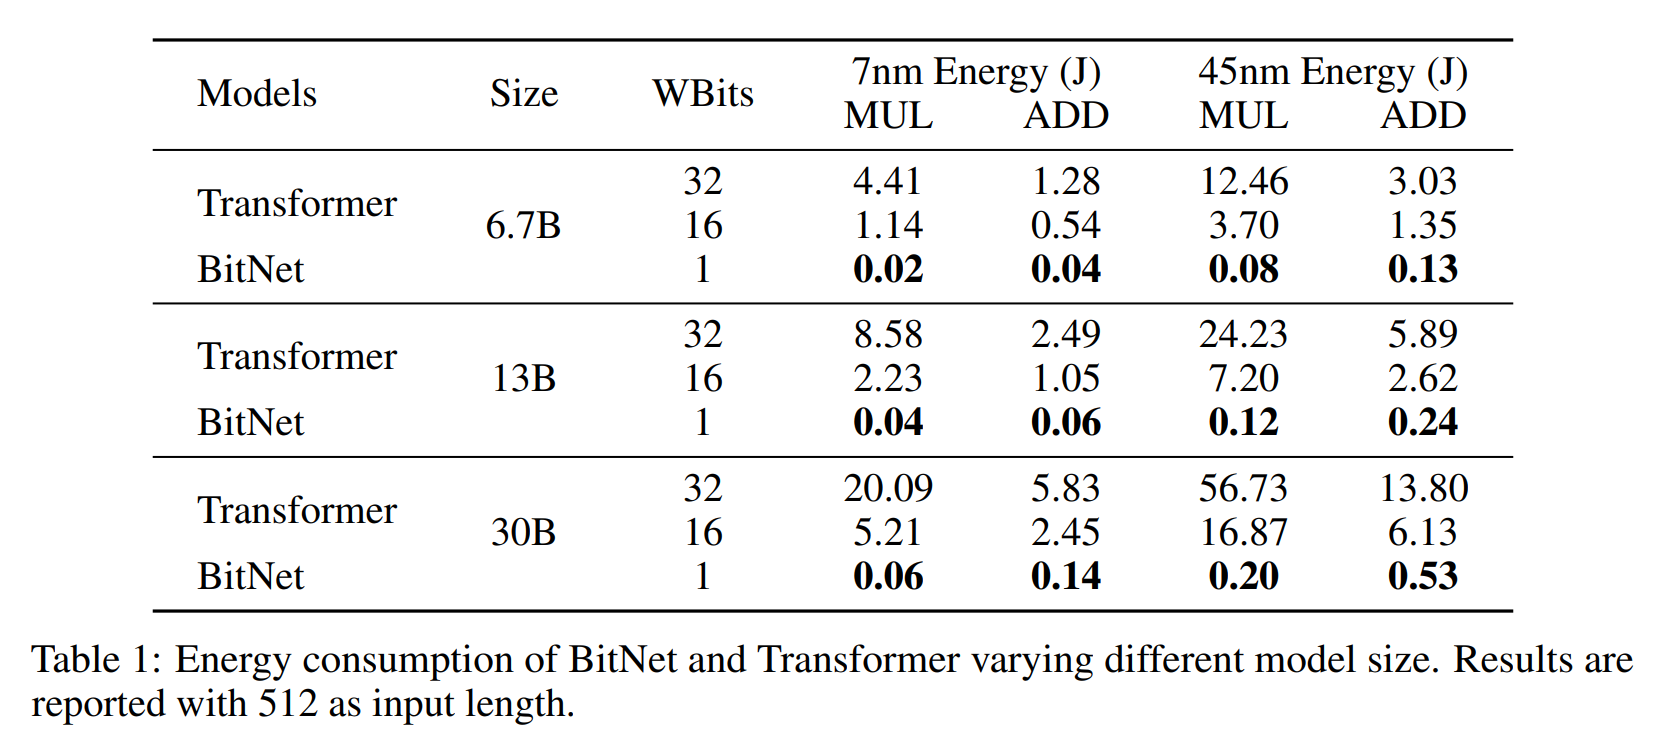 Models Size WBits 7nm Energy (J) 45nm Energy (J)
MUL ADD MUL ADD
Transformer 6.7B 32 4.41 1.28 12.46 3.03
16 1.14 0.54 3.70 1.35
BitNet 1 0.02 0.04 0.08 0.13
Transformer 13B 32 8.58 2.49 24.23 5.89
16 2.23 1.05 7.20 2.62
BitNet 1 0.04 0.06 0.12 0.24
Transformer 30B 32 20.09 5.83 56.73 13.80
16 5.21 2.45 16.87 6.13
BitNet 1 0.06 0.14 0.20 0.53
Table 1: Energy consumption of BitNet and Transformer varying different model size. Results are
reported with 512 as input length.